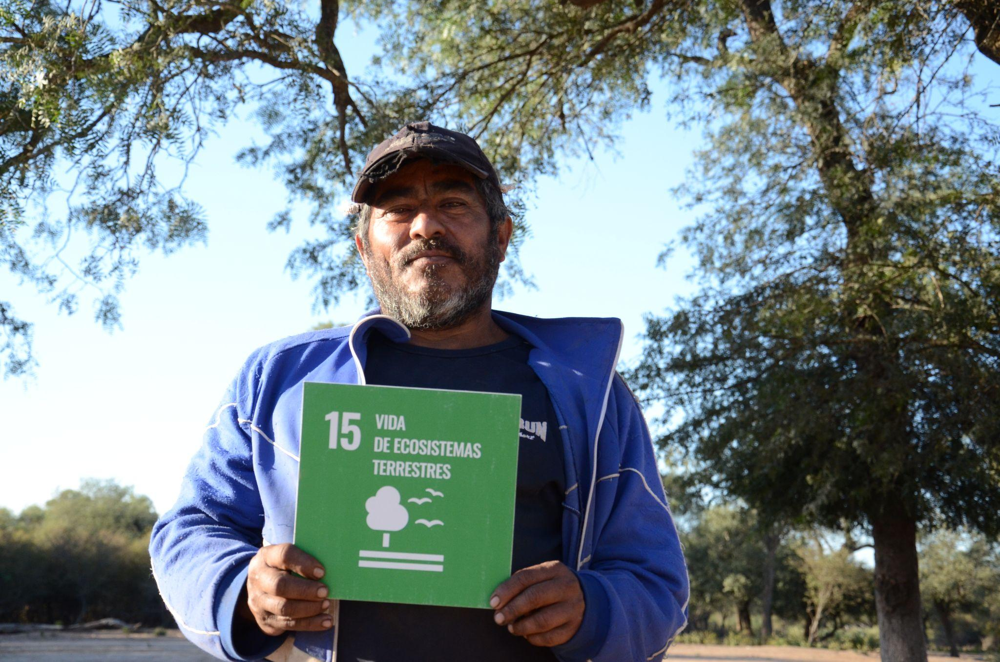 15
VIDA
DE ECOSISTEMAS
TERRESTRES